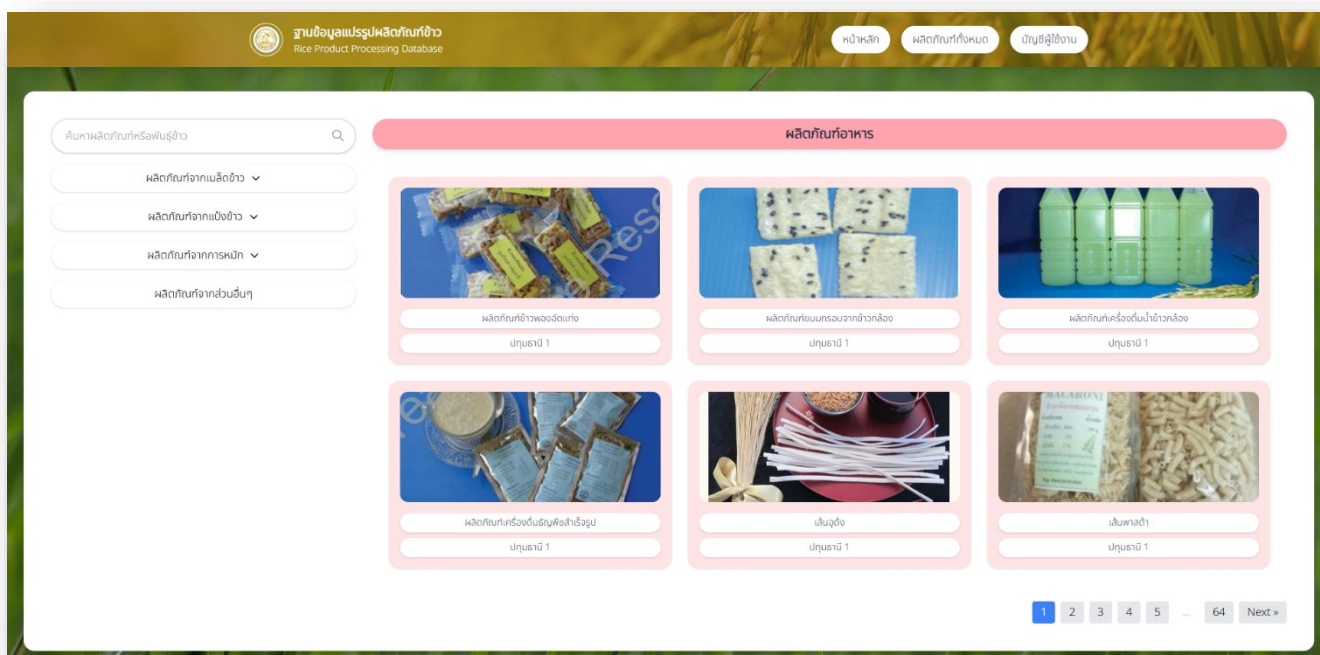 ฐานข้อมูลแปรรูปผลิตภัณฑ์ข้าว
Rice Product Processing Database
หน้าหลัก
ผลิตภัณฑ์ทั้งหมด
บัญชีผู้ใช้งาน
ค้นหาผลิตภัณฑ์หรือพันธุ์ข้าว
ผลิตภัณฑ์จากเมล็ดข้าว
ผลิตภัณฑ์จากแป้งข้าว
ผลิตภัณฑ์จากการหมัก
ผลิตภัณฑ์จากส่วนอื่นๆ
ผลิตภัณฑ์อาหาร
ผลิตภัณฑ์ข้าวพองอัดแท่ง
ปทุมธานี 1
ผลิตภัณฑ์ขนมกรอบจากข้าวกล้อง
ปทุมธานี 1
ผลิตภัณฑ์เครื่องดื่มน้ำข้าวกล้อง
ปทุมธานี 1
MACARONI
ผลิตภัณฑ์เครื่องดื่มธัญพืชสำเร็จรูป
ปทุมธานี 1
เส้นอุด้ง
ปทุมธานี 1
เส้นพาสต้า
ปทุมธานี 1
1 2 3 4 5 ... 64 Next »